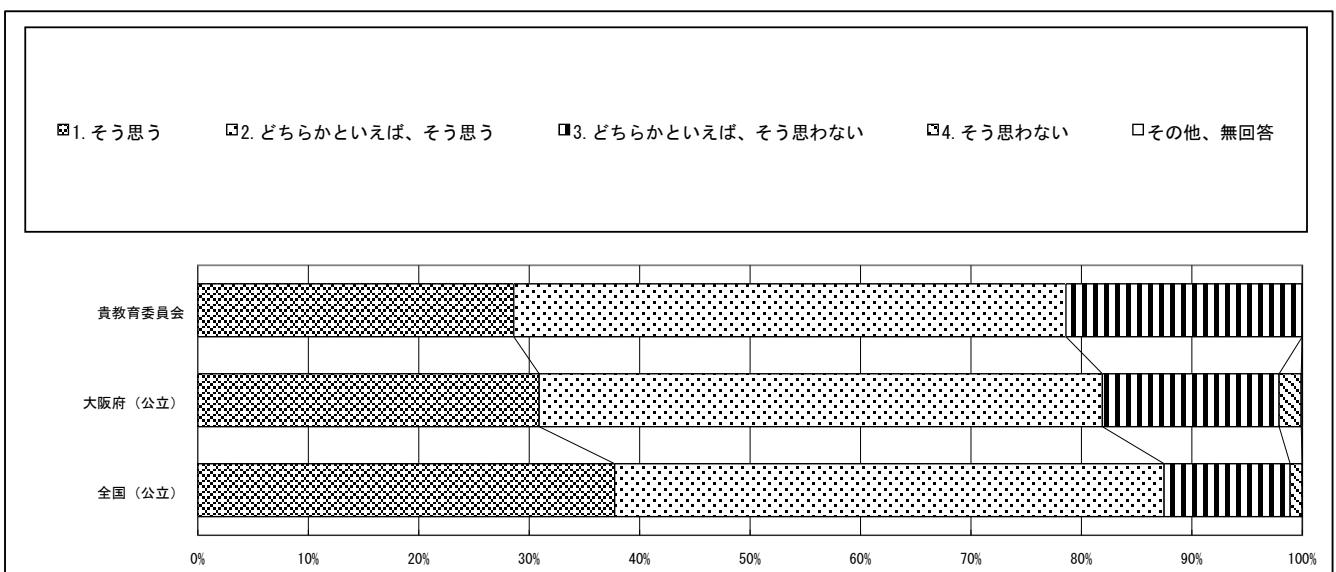 1. そう思う 2. どちらかといえば、そう思う 3. どちらかといえば、そう思わない 4. そう思わない その他、無回答
貴教育委員会
大阪府（公立）
全国（公立）
0% 10% 20% 30% 40% 50% 60% 70% 80% 90% 100%